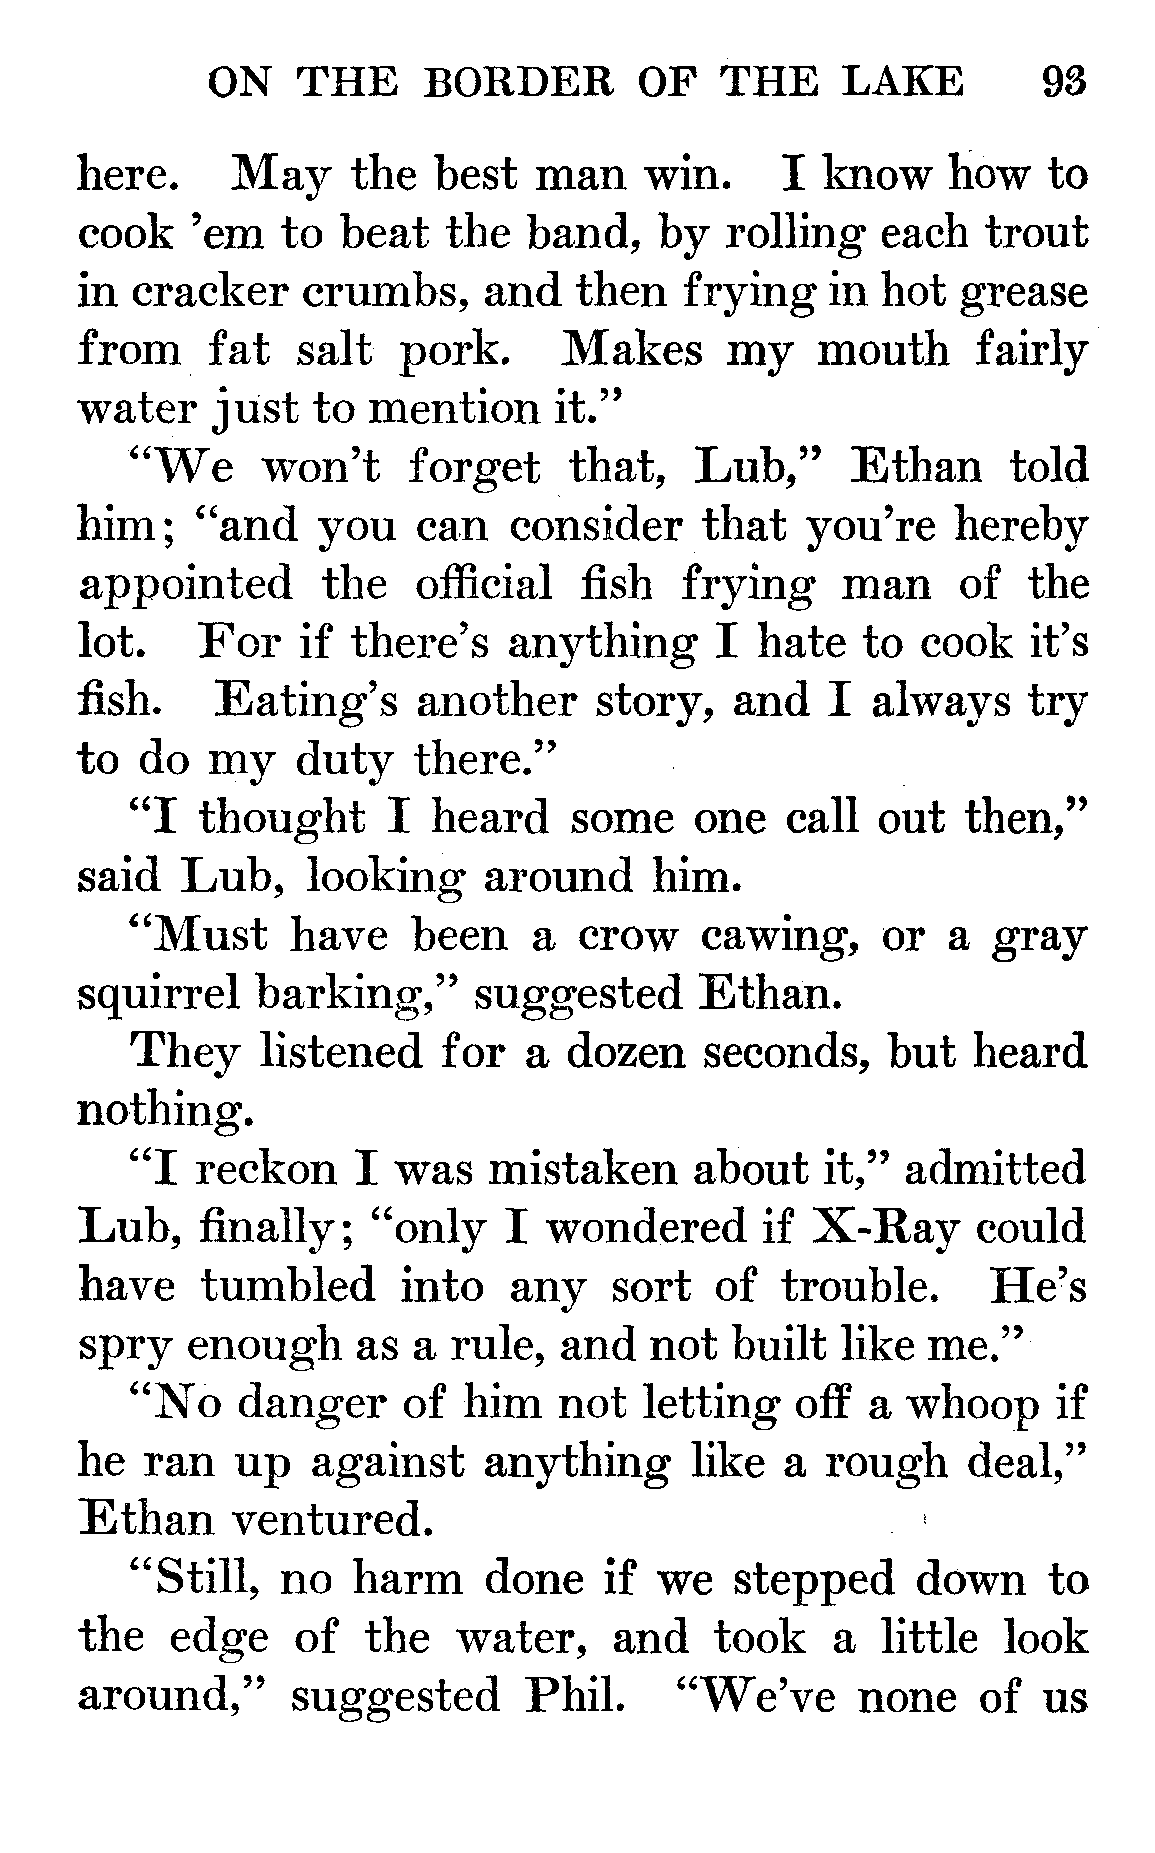 ON THE BORDER OF THE LAKE 93
here. May the best man win. I know how to
cook ’em to beat the band, by rolling each trout
in cracker crumbs, and then frying in hot grease
from fat salt pork. Makes my mouth fairly
water just to mention it.”
“We won’t forget that, Lub,” Ethan told
him; “and you can consider that you’re hereby
appointed the official fish frying man of the
lot. For if there’s anything I hate to cook it’s
fish. Eating’s another story, and I always try
to do my duty there.”
“I thought I heard some one call out then,”
said Lub, looking around him.
“Must have been a crow cawing, or a gray
squirrel barking,” suggested Ethan.
They listened for a dozen seconds, but heard
nothing.
“I reckon I was mistaken about it,” admitted
Lub, finally; “only I wondered if X-Ray could
have tumbled into any sort of trouble. He’s
spry enough as a rule, and not built like me.”
“No danger of him not letting off a whoop if
he ran up against anything like a rough deal,”
Ethan ventured.
“Still, no harm done if we stepped down to
the edge of the water, and took a little look
around,” suggested Phil. “We’ve none of us